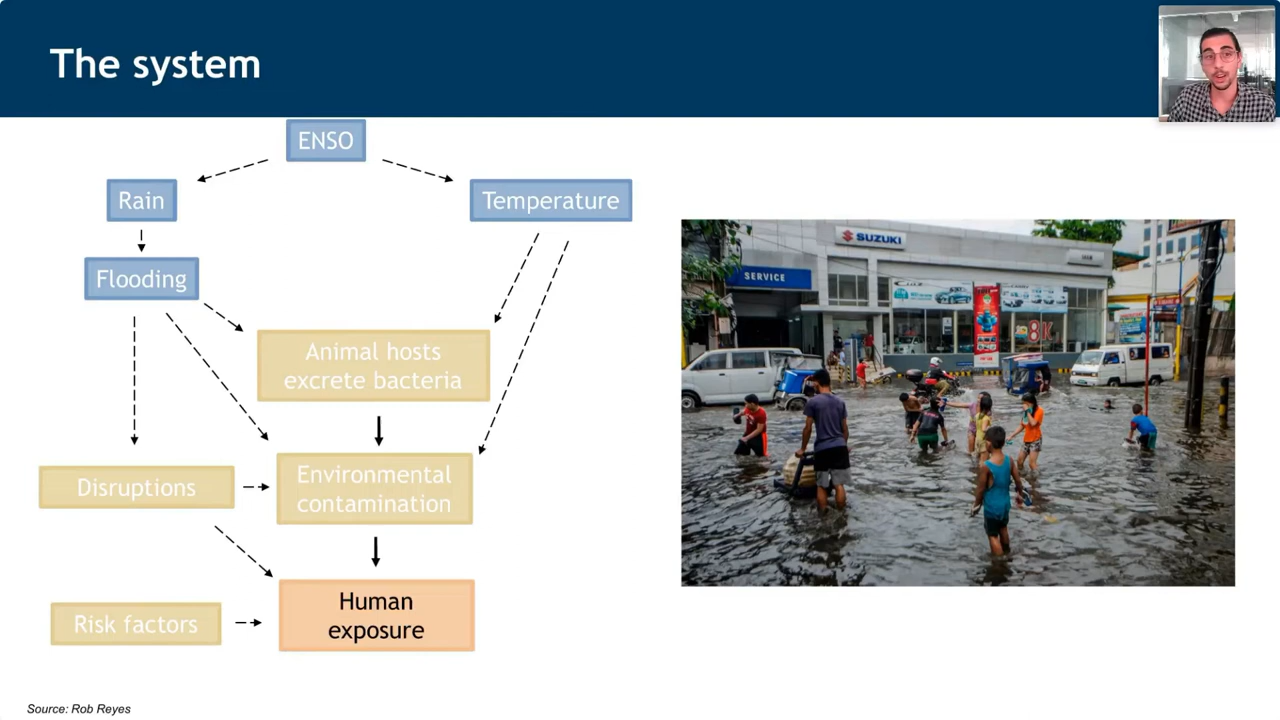 The system
ENSO
Rain
Temperature
Flooding
Animal hosts
excrete bacteria
Disruptions
Environmental
contamination
Risk factors
Human
exposure
SUZUKI
SERVICE
Source: Rob Reyes